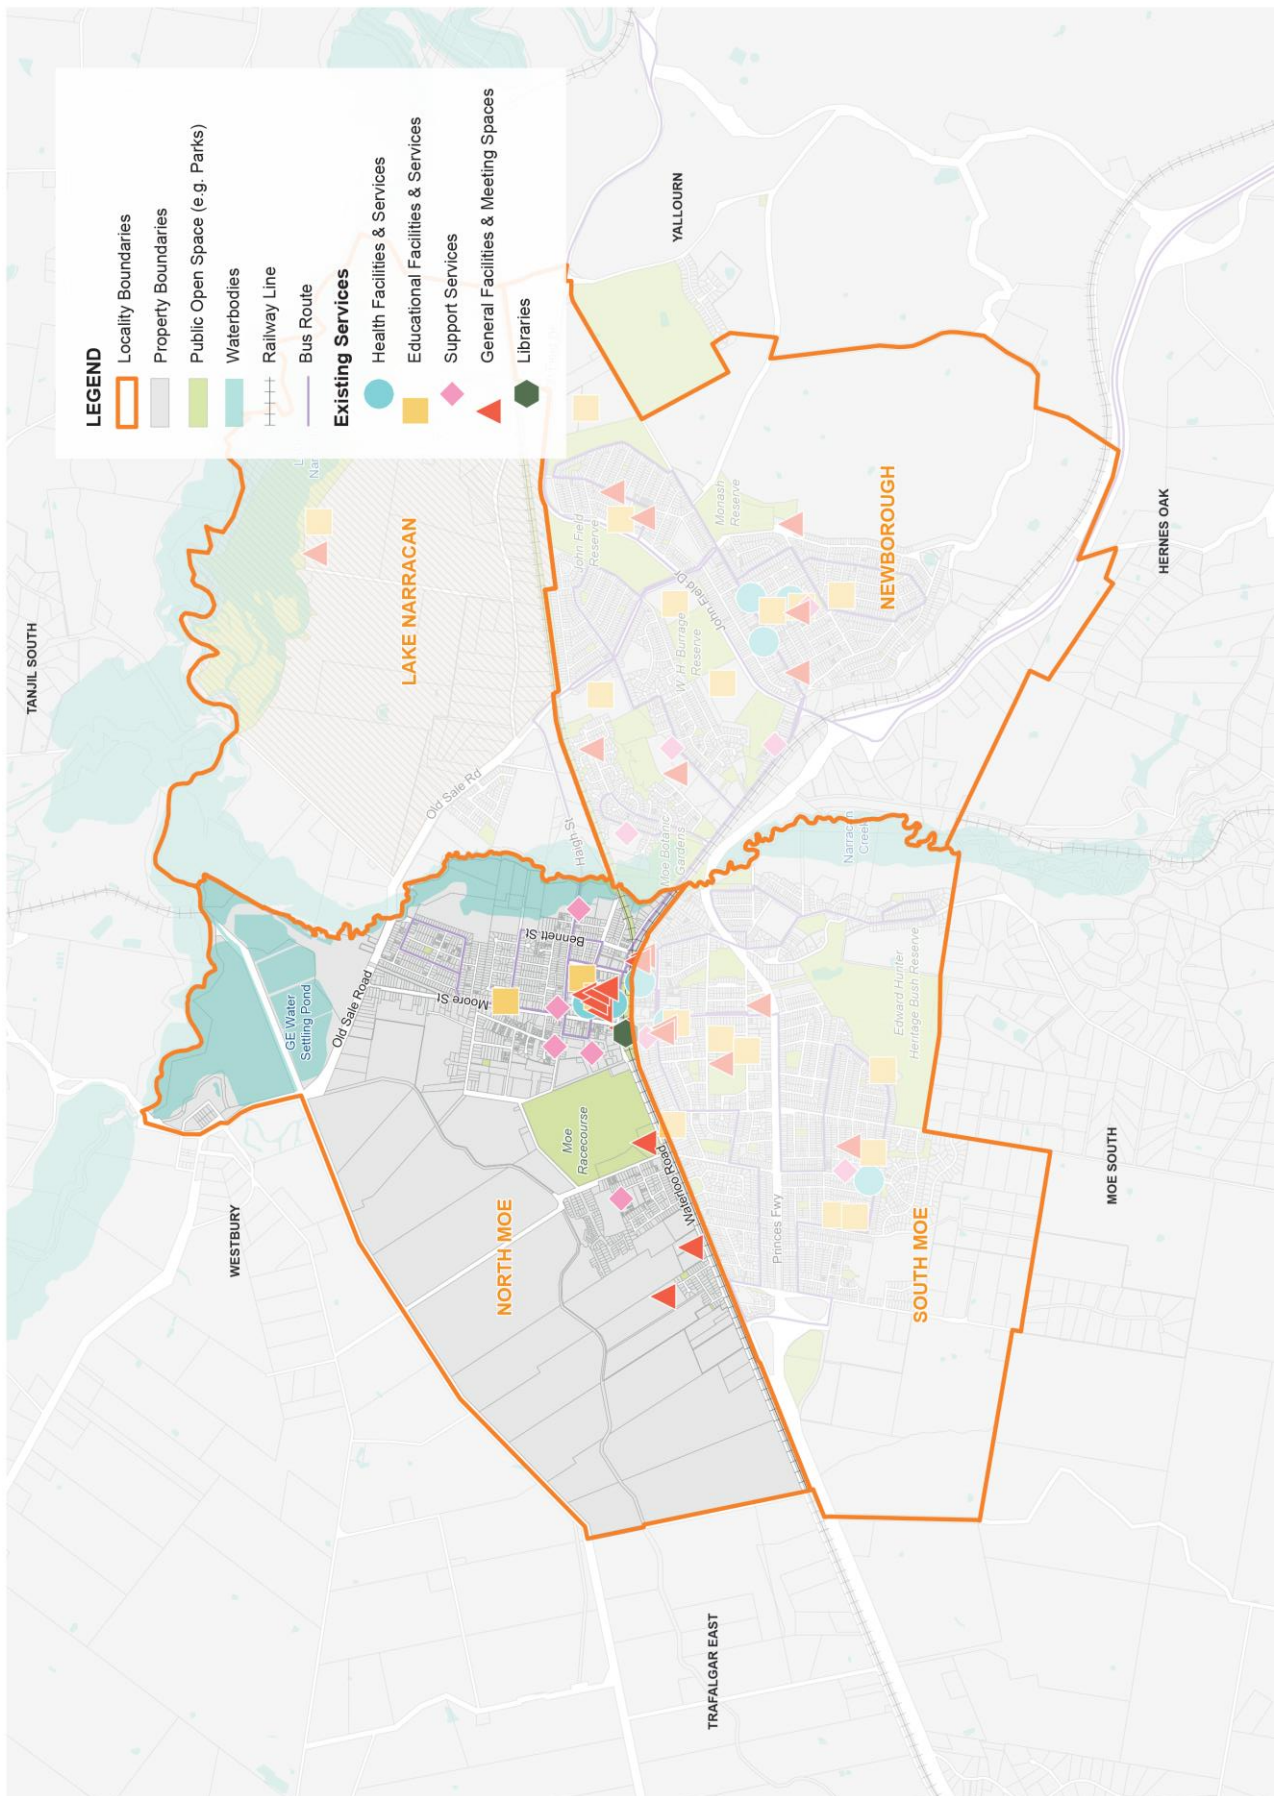 LEGEND
Locality Boundaries
Property Boundaries
Public Open Space (e.g. Parks)
Waterbodies
Railway Line
Bus Route
Existing Services
Health Facilities & Services
Educational Facilities & Services
Support Services
General Facilities & Meeting Spaces
Libraries
TANJIL SOUTH
LAKE NARRACAN
YALLOURN
John Field
Reserve
Monash
Reserve
John Field Dr
W. H. Burrage
Reserve
NEWBOROUGH
HERNES OAK
Old Sale Rd
Haigh St
Moe Botanic
Gardens
Narracan
Creek
GE Water
Settling Pond
Old Sale Road
Moore St
Bennett St
Edward Hunter
Heritage Bush Reserve
Moe
Racecourse
Waterloo Road
WESTBURY
NORTH MOE
Princes Fwy
SOUTH MOE
MOE SOUTH
TRAFALGAR EAST